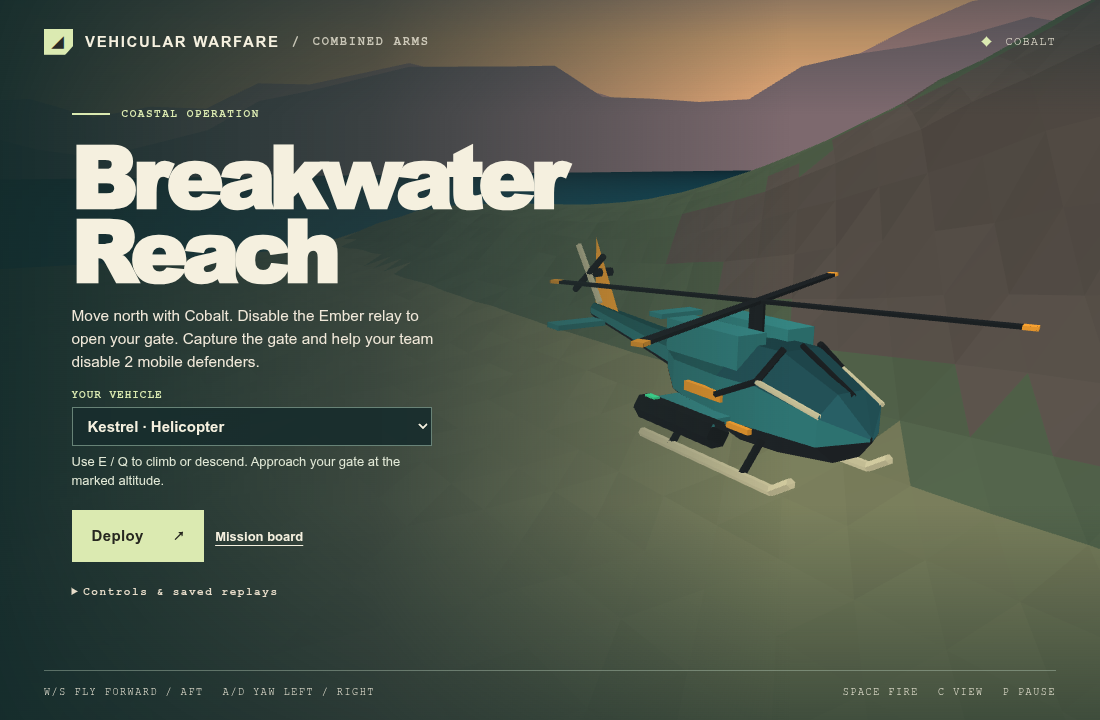 VEHICULAR WARFARE / COMBINED ARMS
COBALT
COASTAL OPERATION
Breakwater
Reach
Move north with Cobalt. Disable the Ember relay to
open your gate. Capture the gate and help your team
disable 2 mobile defenders.
YOUR VEHICLE
Kestrel · Helicopter
Use E / Q to climb or descend. Approach your gate at the
marked altitude.
Deploy ↗
Mission board
Controls & saved replays
W/S FLY FORWARD / AFT A/D YAW LEFT / RIGHT
SPACE FIRE C VIEW P PAUSE